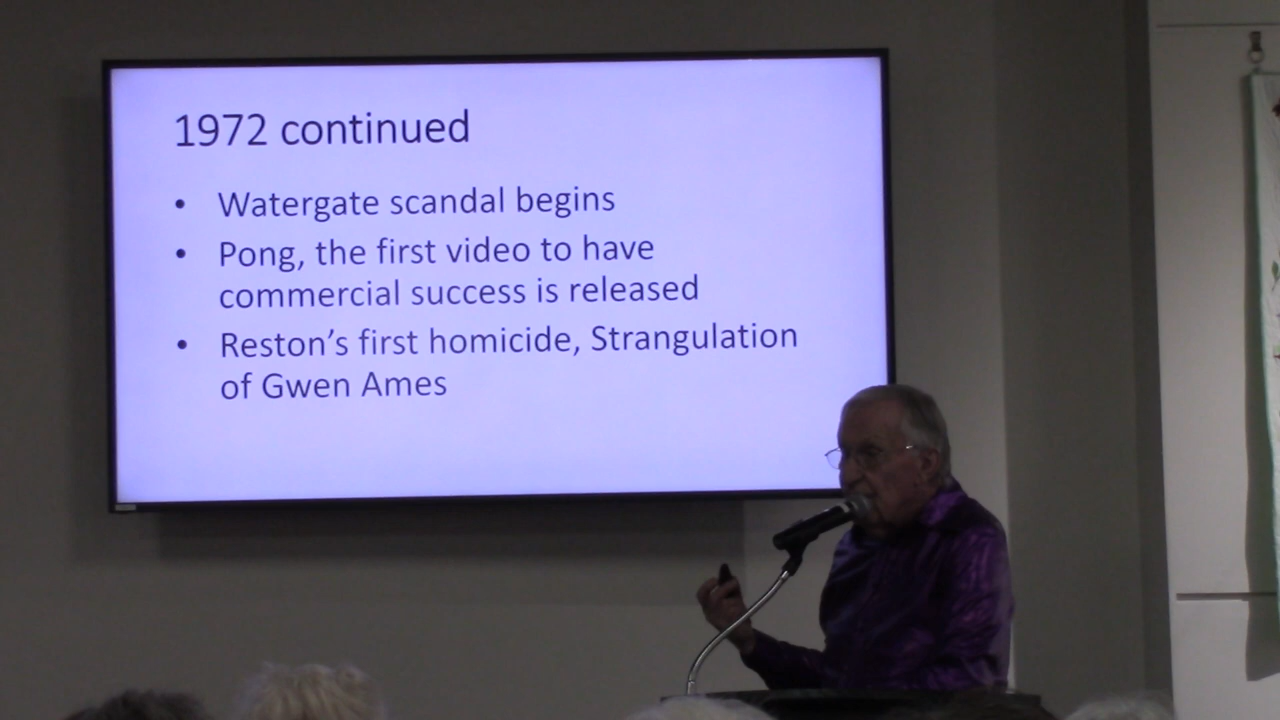 1972 continued
• Watergate scandal begins
• Pong, the first video to have
commercial success is released
• Reston’s first homicide, Strangulation
of Gwen Ames